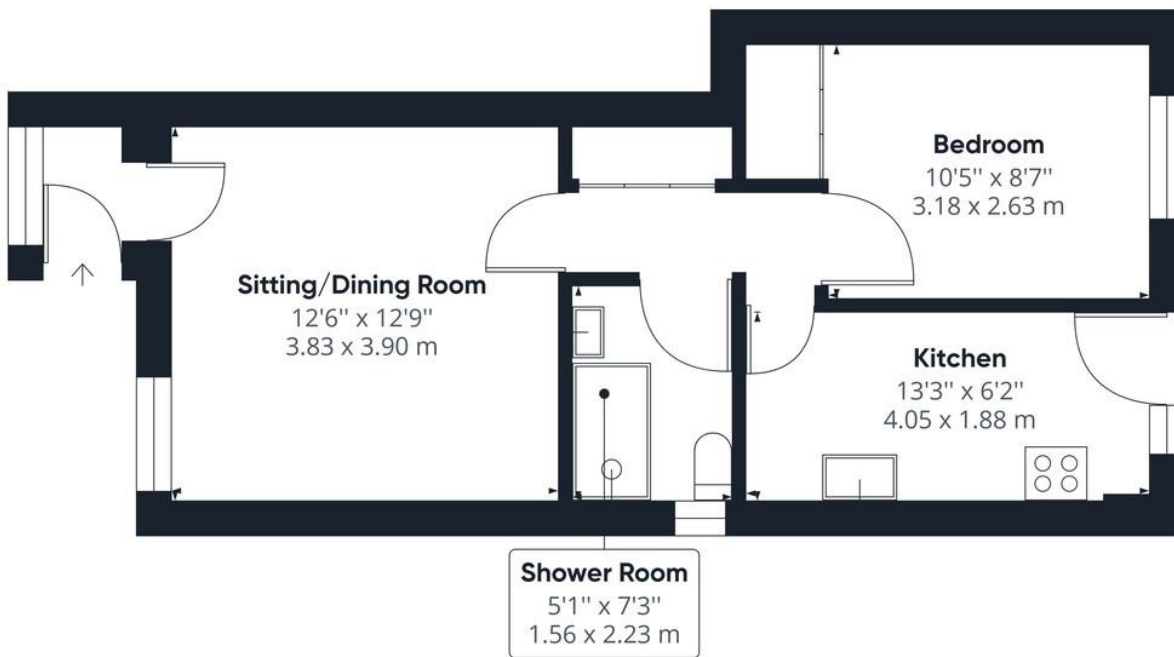 Bedroom
10'5" x 8'7"
3.18 x 2.63 m
Sitting/Dining Room
12'6" x 12'9"
3.83 x 3.90 m
Kitchen
13'3" x 6'2"
4.05 x 1.88 m
Shower Room
5'1" x 7'3"
1.56 x 2.23 m